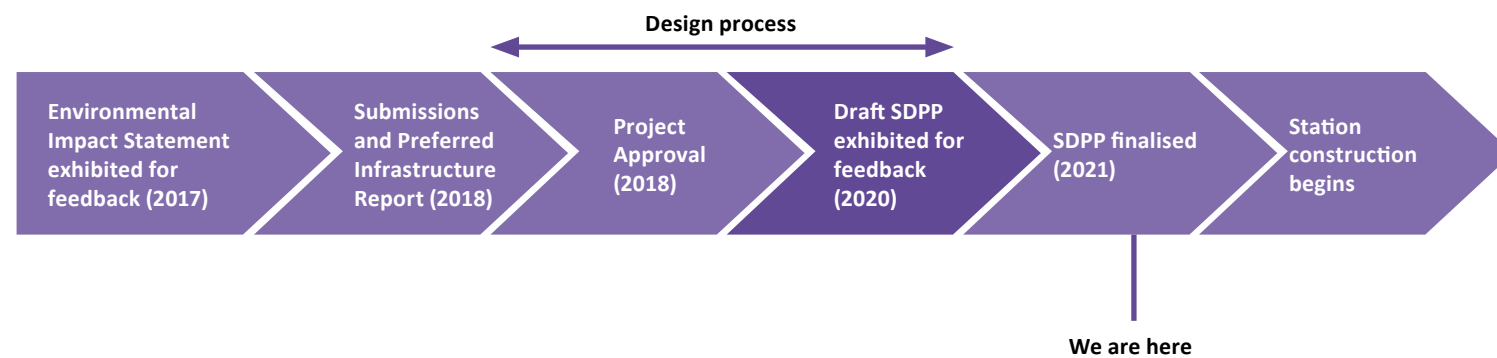 Design process
Environmental
Impact Statement
exhibited for
feedback (2017)
Submissions
and Preferred
Infrastructure
Report (2018)
Project
Approval
(2018)
Draft SDPP
exhibited for
feedback
(2020)
SDPP finalised
(2021)
Station
construction
begins
We are here